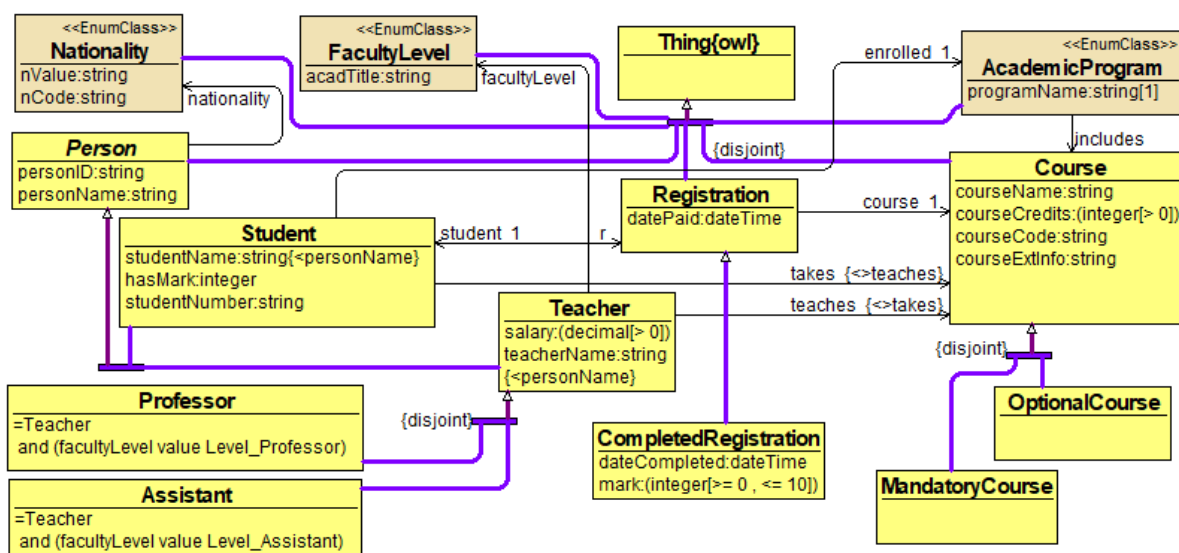 <<EnumClass>>
Nationality
nValue:string
nCode:string
nationality
<<EnumClass>>
FacultyLevel
acadTitle:string
facultyLevel
Thing{owl}
enrolled 1
<<EnumClass>>
AcademicProgram
programName:string[1]
includes
{disjoint}
Person
personID:string
personName:string
Registration
datePaid:dateTime
course 1
Course
courseName:string
courseCredits:(integer[> 0])
courseCode:string
courseExtInfo:string
Student
studentName:string{<personName}
hasMark:integer
studentNumber:string
student 1
r
takes {<>teaches}
teaches {<>takes}
Teacher
salary:(decimal[> 0])
teacherName:string
{<personName}
{disjoint}
Professor
=Teacher
and (facultyLevel value Level_Professor)
{disjoint}
Assistant
=Teacher
and (facultyLevel value Level_Assistant)
CompletedRegistration
dateCompleted:dateTime
mark:(integer[>= 0 , <= 10])
OptionalCourse
MandatoryCourse